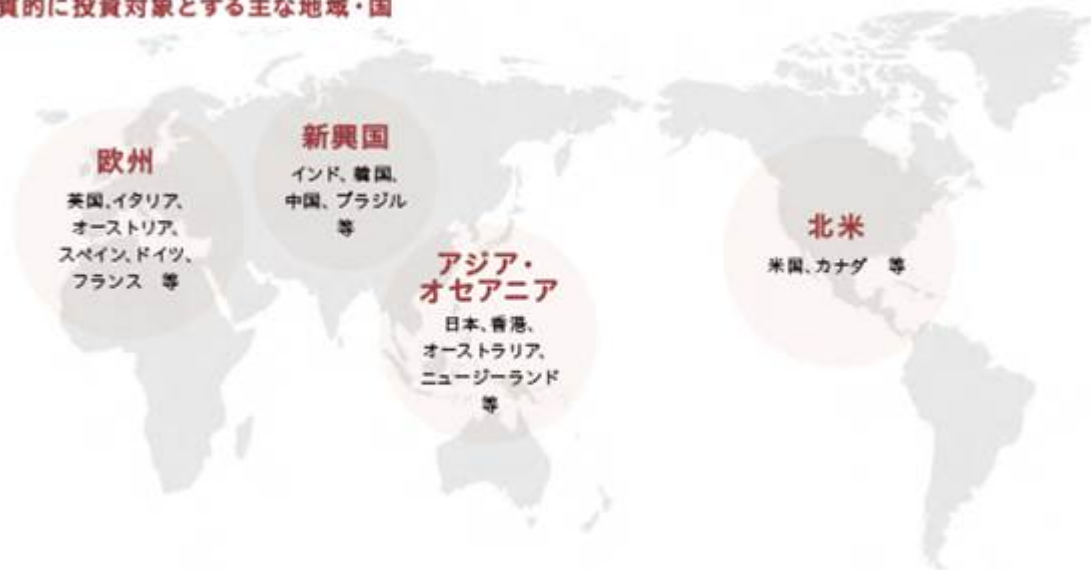 質的に投資対象とする主な地域・国
欧州
英国、イタリア、
オーストリア、
スペイン、ドイツ、
フランス　等
新興国
インド、韓国、
中国、ブラジル
等
アジア・
オセアニア
日本、香港、
オーストラリア、
ニュージーランド
等
北米
米国、カナダ　等